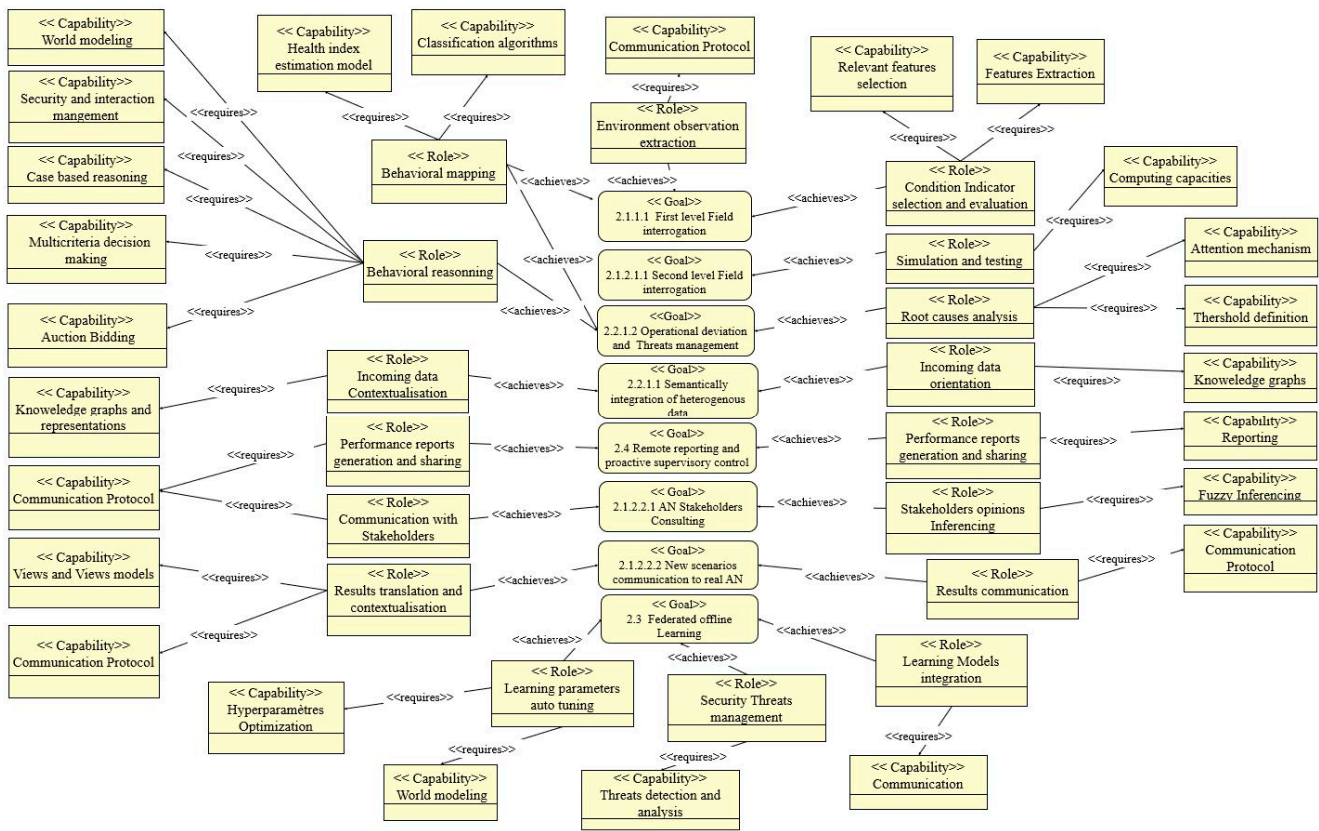 << Capability>>
World modeling
<< Capability>>
Security and interaction
mangement
<< Capability>>
Case based reasoning
<< Capability>>
Multicriteria decision
making
<< Capability>>
Auction Bidding
<< Capability>>
Knoweledge graphs and
representations
<< Capability>>
Communication Protocol
<< Capability>>
Views and Views models
<< Capability>>
Communication Protocol
<<requires>>
<<requires>>
<<requires>>
<<requires>>
<<requires>>
<<requires>>
<<requires>>
<<requires>>
<<requires>>
<<requires>>
<< Capability>>
Health index
estimation model
<< Capability>>
Classification algorithms
<<requires>>
<<requires>>
<< Role>>
Behavioral mapping
<< Role>>
Behavioral reasonning
<< Role>>
Incoming data
Contextualisation
<< Role>>
Performance reports
generation and sharing
<< Role>>
Communication with
Stakeholders
<< Role>>
Results translation and
contextualisation
<<achieves>>
<<achieves>>
<<achieves>>
<<achieves>>
<<achieves>>
<<achieves>>
<<achieves>>
<< Capability>>
Communication Protocol
<<requires>>
<< Role>>
Environment observation
extraction
<<achieves>>
<< Goal>>
2.1.1.1 First level Field
interrogation
<< Goal>>
2.1.2.1.1 Second level Field
interrogation
<<Goal>>
2.2.1.2 Operational deviation
and Threats management
<< Goal>>
2.2.1.1 Semantically
integration of heterogenous
data
<< Goal>>
2.4 Remote reporting and
proactive supervisory control
<< Goal>>
2.1.2.2.1 AN Stakeholders
Consulting
<< Goal>>
2.1.2.2.2 New scenarios
communication to real AN
<< Goal>>
2.3 Federated offline
Learning
<<achieves>>
<<achieves>>
<<achieves>>
<<achieves>>
<<achieves>>
<<achieves>>
<<achieves>>
<< Capability>>
Relevant features
selection
<< Capability>>
Features Extraction
<<requires>>
<<requires>>
<< Role>>
Condition Indicator
selection and evaluation
<< Role>>
Simulation and testing
<< Role>>
Root causes analysis
<< Role>>
Incoming data
orientation
<< Role>>
Performance reports
generation and sharing
<< Role>>
Stakeholders opinions
Inferencing
<< Role>>
Results communication
<<requires>>
<<requires>>
<<requires>>
<<requires>>
<<requires>>
<<requires>>
<<requires>>
<< Capability>>
Computing capacities
<< Capability>>
Attention mechanism
<< Capability>>
Thershold definition
<< Capability>>
Knoweledge graphs
<< Capability>>
Reporting
<< Capability>>
Fuzzy Inferencing
<< Capability>>
Communication
Protocol
<<achieves>>
<<achieves>>
<<achieves>>
<< Role>>
Learning parameters
auto tuning
<< Role>>
Security Threats
management
<< Role>>
Learning Models
integration
<<requires>>
<<requires>>
<<requires>>
<<requires>>
<< Capability>>
Hyperparamètres
Optimization
<< Capability>>
World modeling
<< Capability>>
Threats detection and
analysis
<< Capability>>
Communication